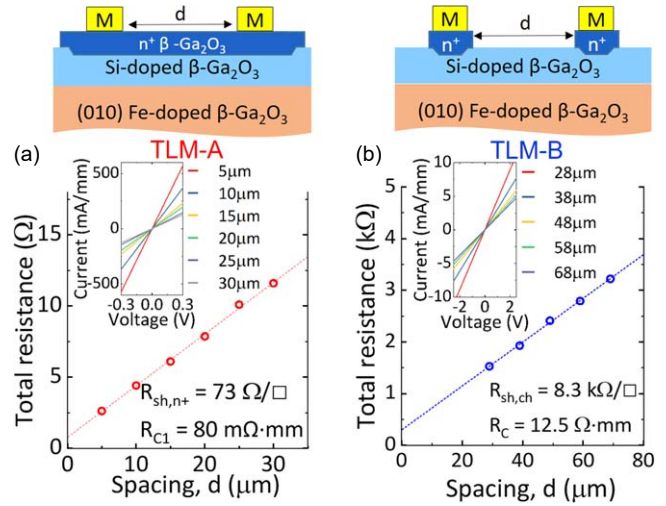 M
d
M
n⁺ β-Ga₂O₃
Si-doped β-Ga₂O₃
(010) Fe-doped β-Ga₂O₃
M
d
M
n⁺
n⁺
Si-doped β-Ga₂O₃
(010) Fe-doped β-Ga₂O₃
(a)
TLM-A
Total resistance (Ω)
15
10
5
0
0
10
20
30
Spacing, d (μm)
Current (mA/mm)
500
0
-500
-0.3
0.0
0.3
Voltage (V)
5μm
10μm
15μm
20μm
25μm
30μm
R_sh,n+ = 73 Ω/□
R_C1 = 80 mΩ·mm
(b)
TLM-B
Total resistance (kΩ)
5
4
3
2
1
0
0
20
40
60
80
Spacing, d (μm)
Current (mA/mm)
10
5
0
-5
-10
-2
0
2
Voltage (V)
28μm
38μm
48μm
58μm
68μm
R_sh,ch = 8.3 kΩ/□
R_C = 12.5 Ω·mm